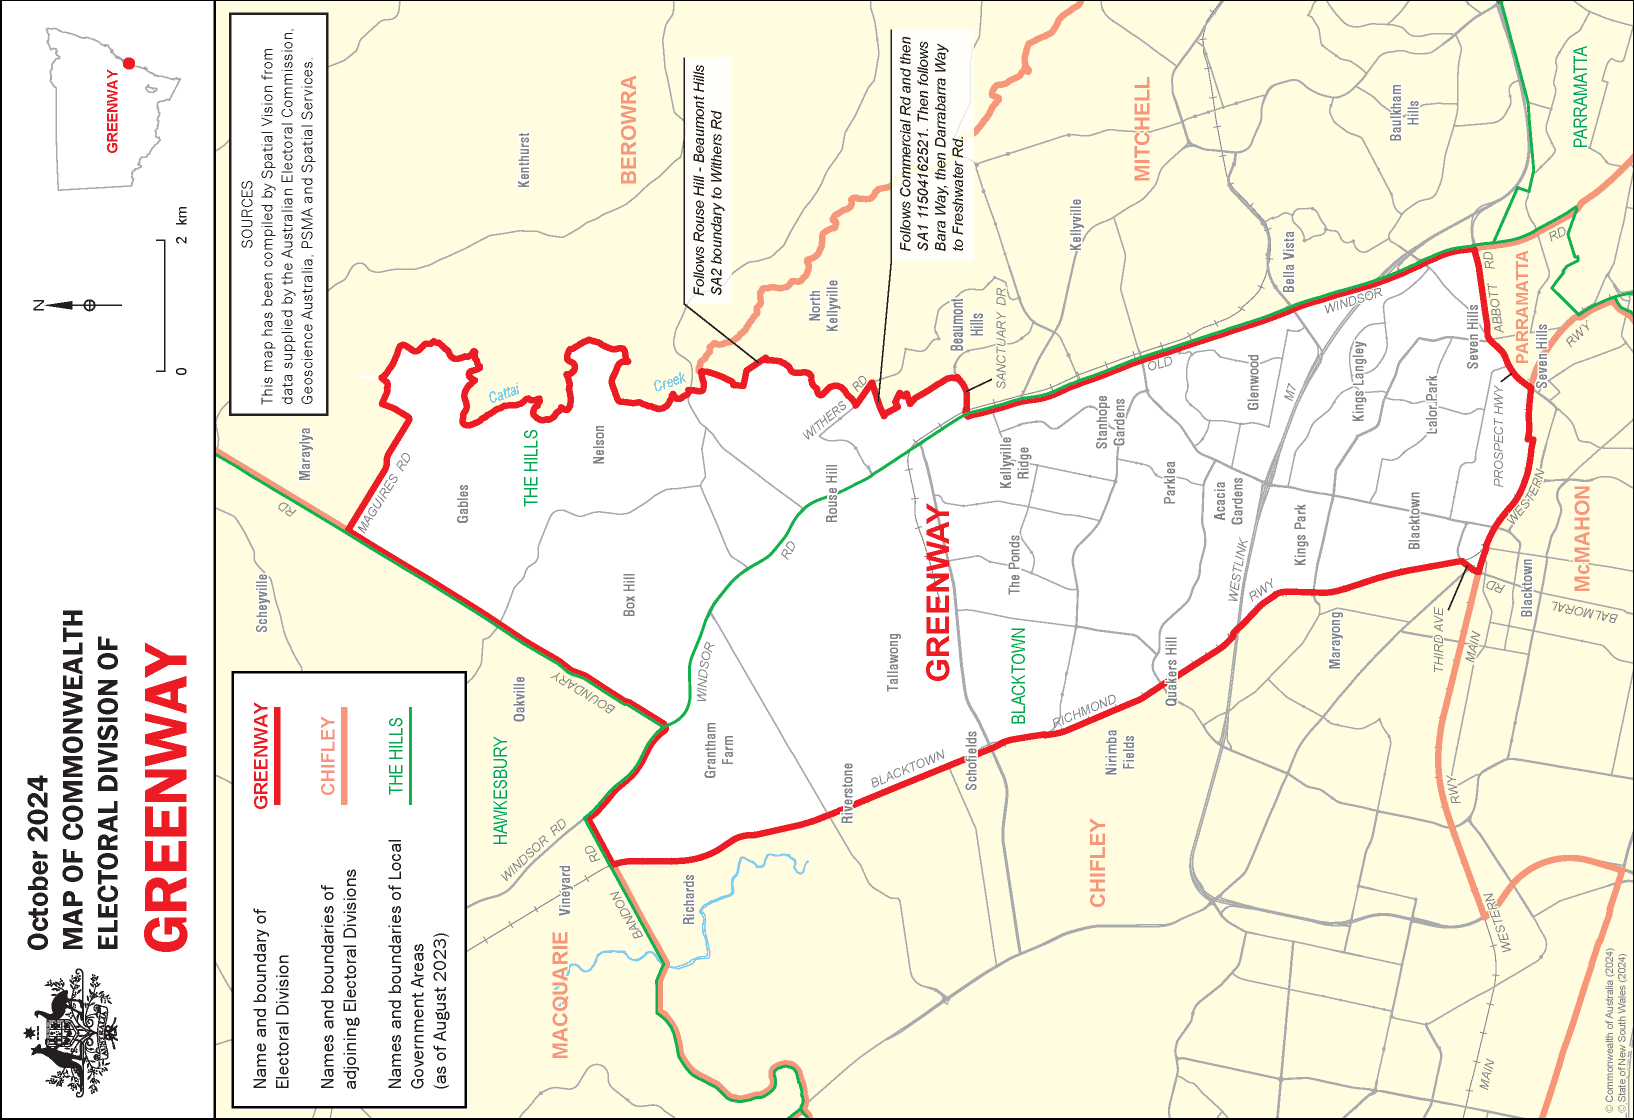 October 2024
MAP OF COMMONWEALTH
ELECTORAL DIVISION OF
GREENWAY
N
0
2 km
GREENWAY
Name and boundary of
Electoral Division
GREENWAY
Names and boundaries of
adjoining Electoral Divisions
CHIFLEY
Names and boundaries of Local
Government Areas
(as of August 2023)
THE HILLS
SOURCES
This map has been compiled by Spatial Vision from
data supplied by the Australian Electoral Commission,
Geoscience Australia, PSMA and Spatial Services.
Scheyville
RD
Maralya
MAGUIRES RD
Gables
Cattai
Creek
THE HILLS
Nelson
Kenthurst
BEROWRA
Follows Rouse Hill - Beaumont Hills
SA2 boundary to Withers Rd
Oakville
HAWKESBURY
BOUNDARY
Box Hill
WINDSOR RD
Vineyard
RD
BANDON
MACQUARIE
Richards
Grantham
Farm
WINDSOR
RD
Rouse Hill
WITHERS
RD
North
Kellyville
Follows Commercial Rd and then
SA1 11504162521. Then follows
Bara Way, then Darrabarra Way
to Freshwater Rd.
Riverstone
BLACKTOWN
Tallawong
GREENWAY
Schofields
BLACKTOWN
The Ponds
Kellyville
Ridge
Beaumont
Hills
SANCTUARY DR
Kellyville
MITCHELL
RICHMOND
Nirimba
Fields
CHIFLEY
Quakers Hill
Parklea
Stanhope
Gardens
OLD
Acacia
Gardens
WESTLINK
M7
RWY
Glenwood
Bella Vista
WINDSOR
Kings Park
Kings Langley
Marayong
Baulkham
Hills
Blacktown
Lalor Park
THIRD AVE
MAIN
RWY
RD
Seven Hills
ABBOTT
RD
PROSPECT HWY
PARRAMATTA
Seven Hills
WESTERN
RWY
RD
PARRAMATTA
Blacktown
BALMORAL
McMAHON
WESTERN
MAIN
© Commonwealth of Australia (2024)
© State of New South Wales (2024)